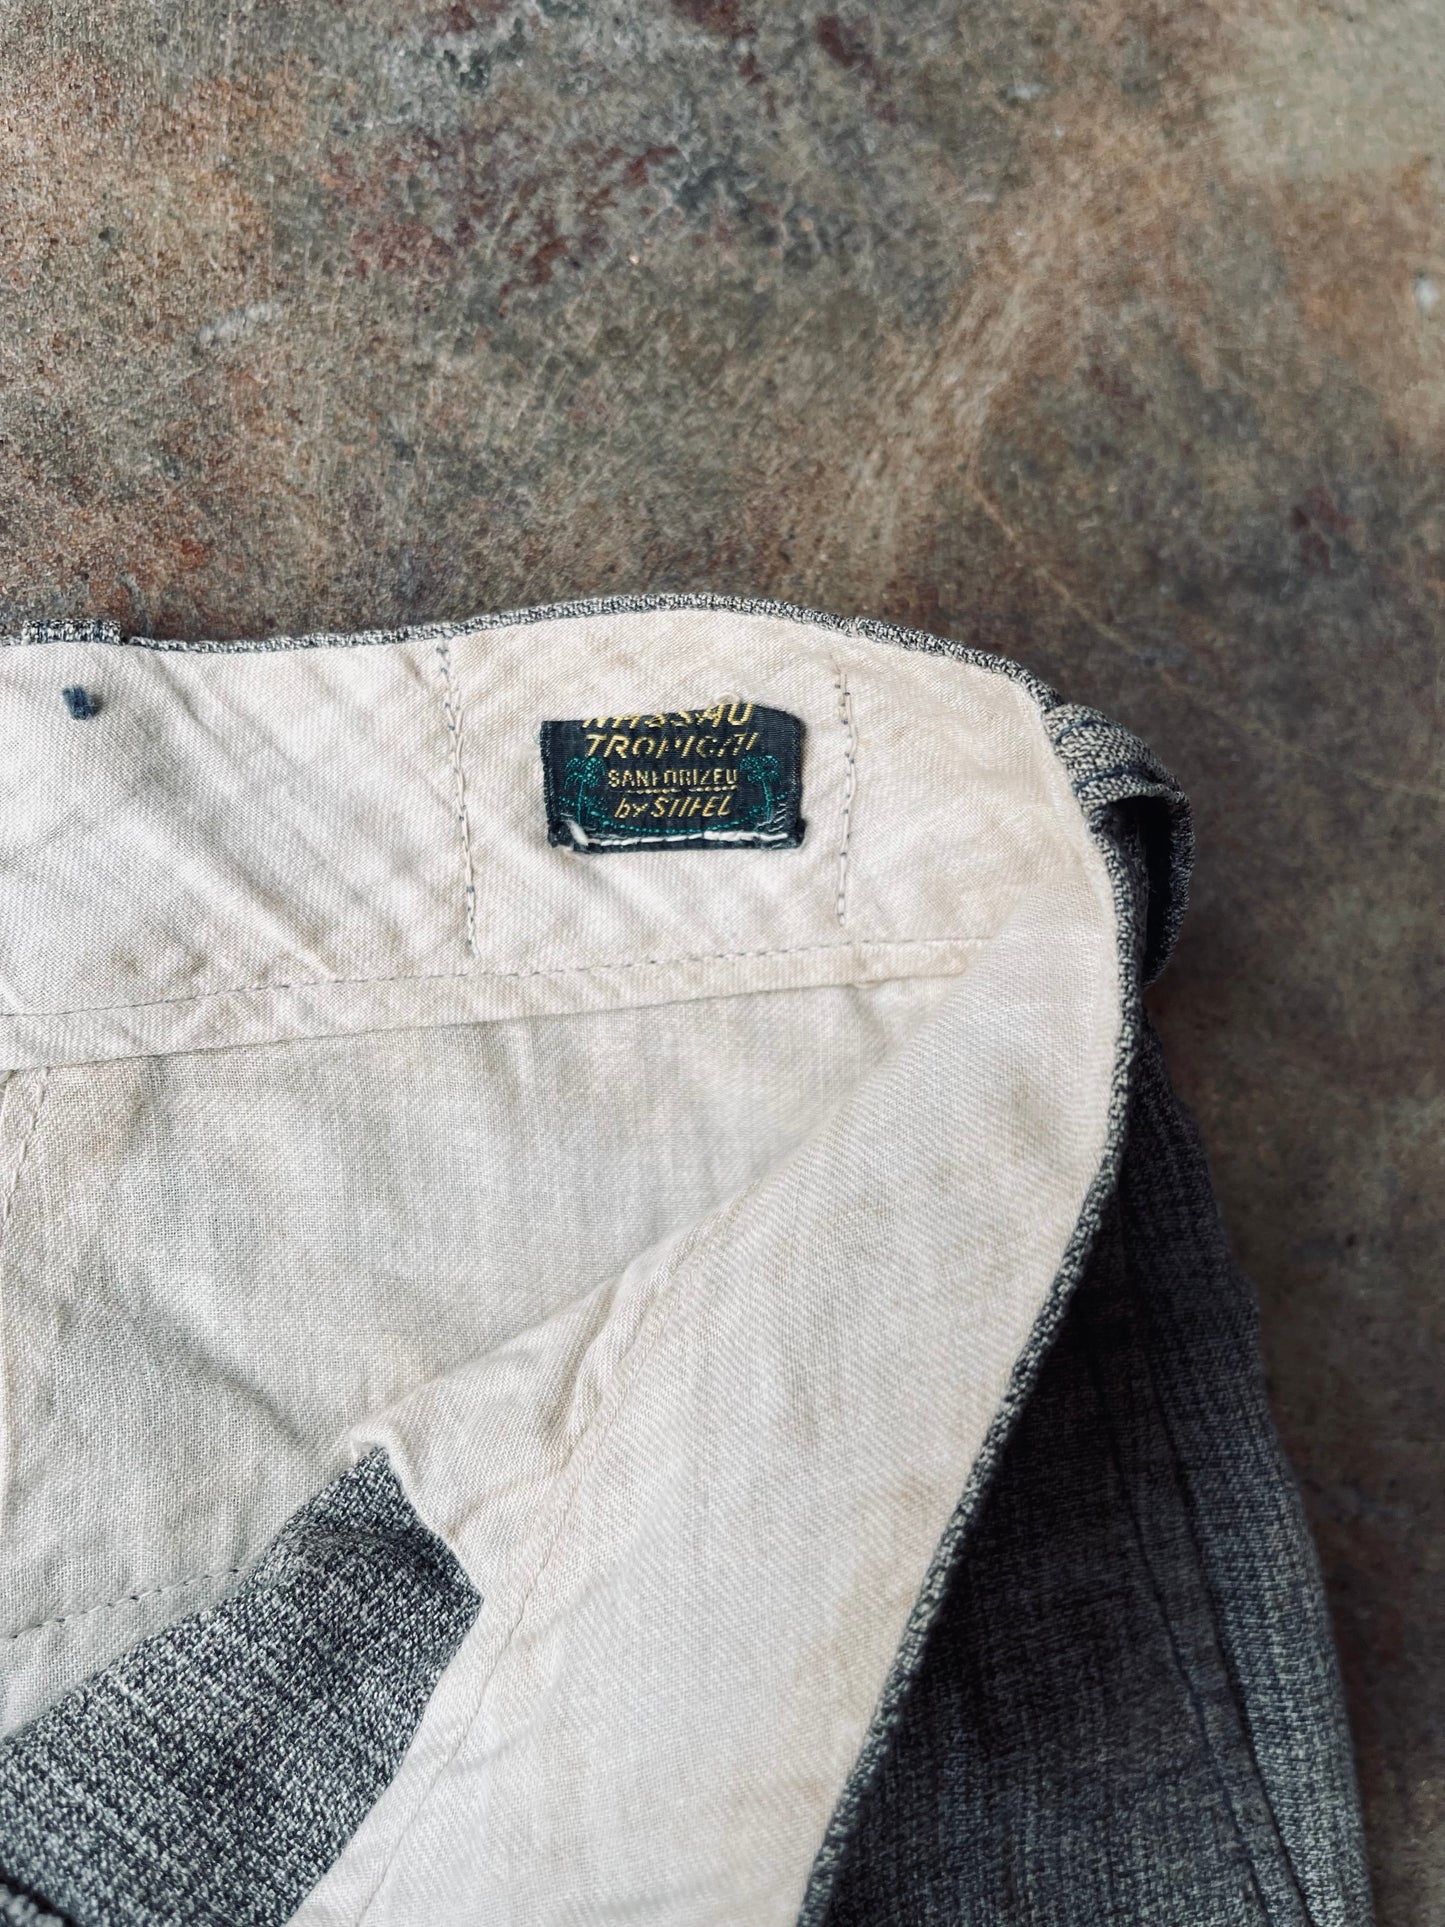 NASSAU
TROPICAL
SANFORIZED
by STIFEL